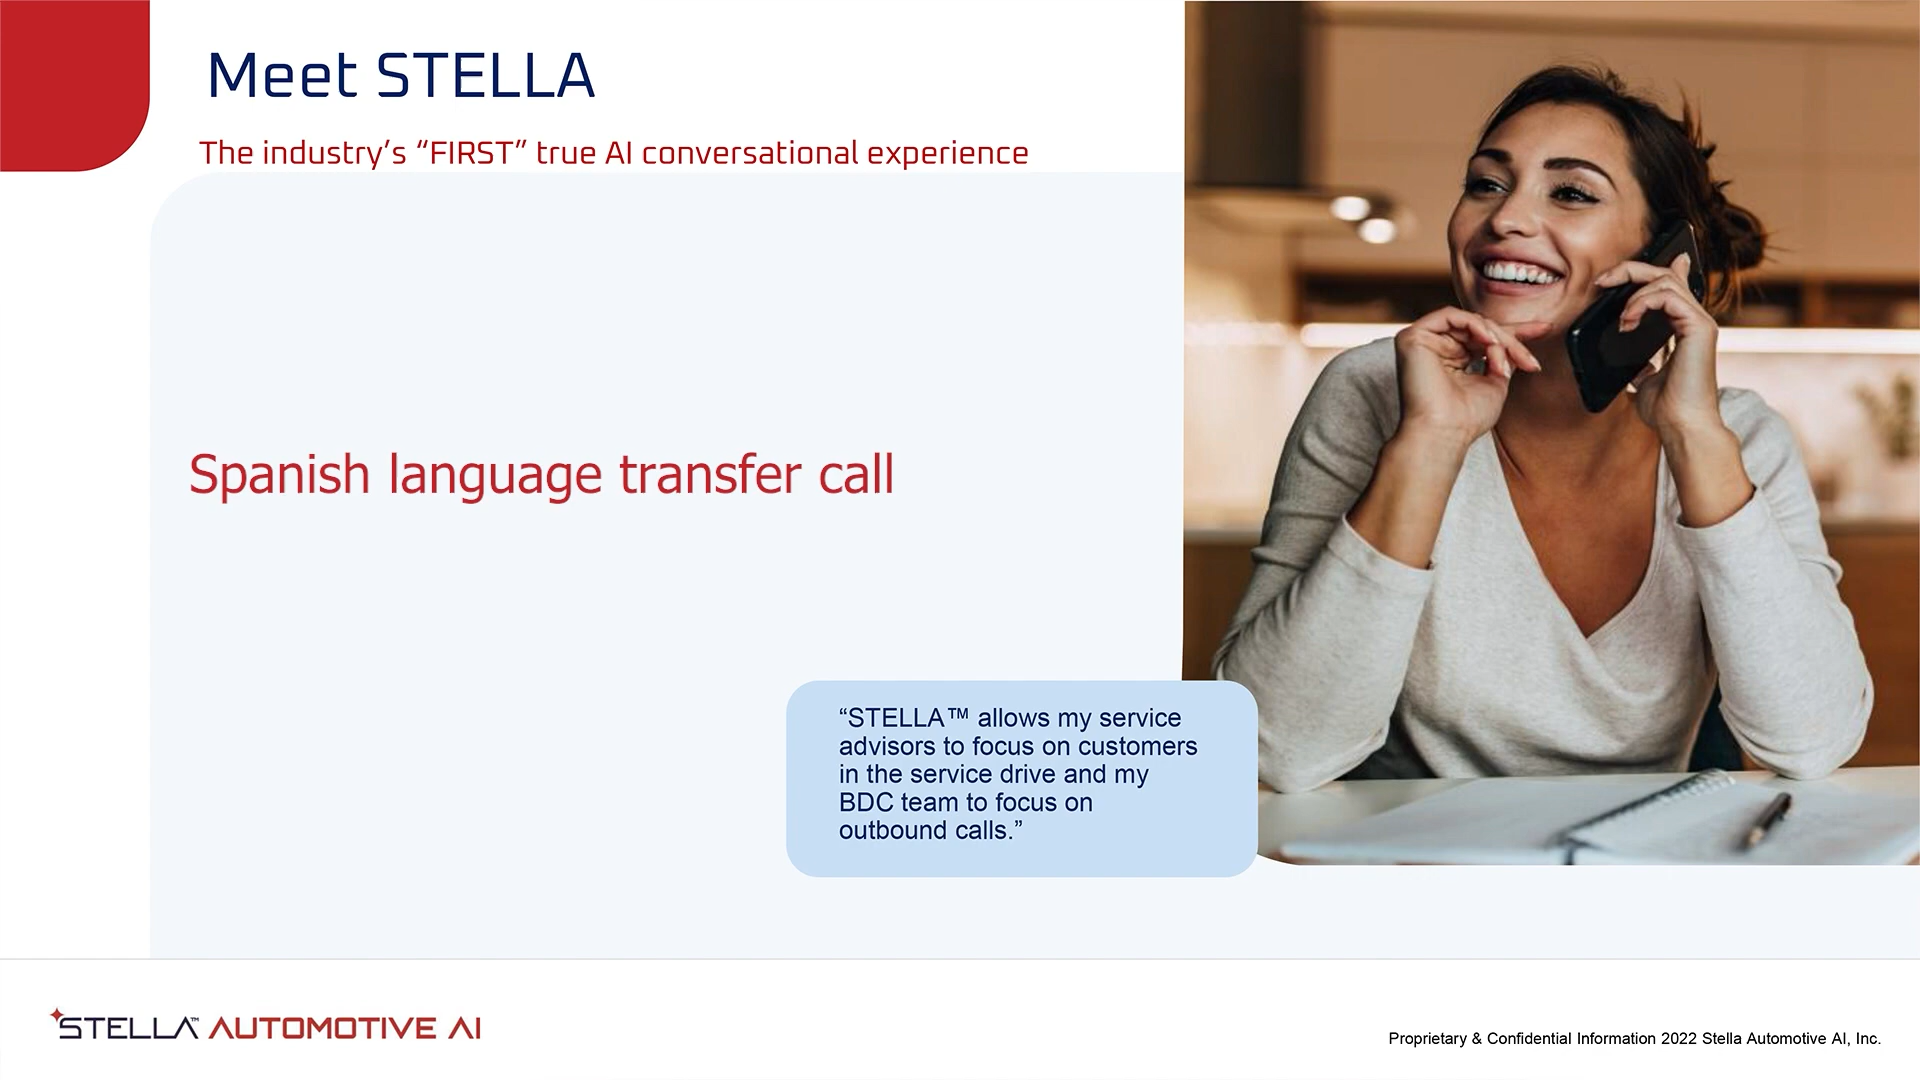 Meet STELLA
The industry’s “FIRST” true AI conversational experience
Spanish language transfer call
“STELLA™ allows my service
advisors to focus on customers
in the service drive and my
BDC team to focus on
outbound calls.”
STELLA™ AUTOMOTIVE AI
Proprietary & Confidential Information 2022 Stella Automotive AI, Inc.